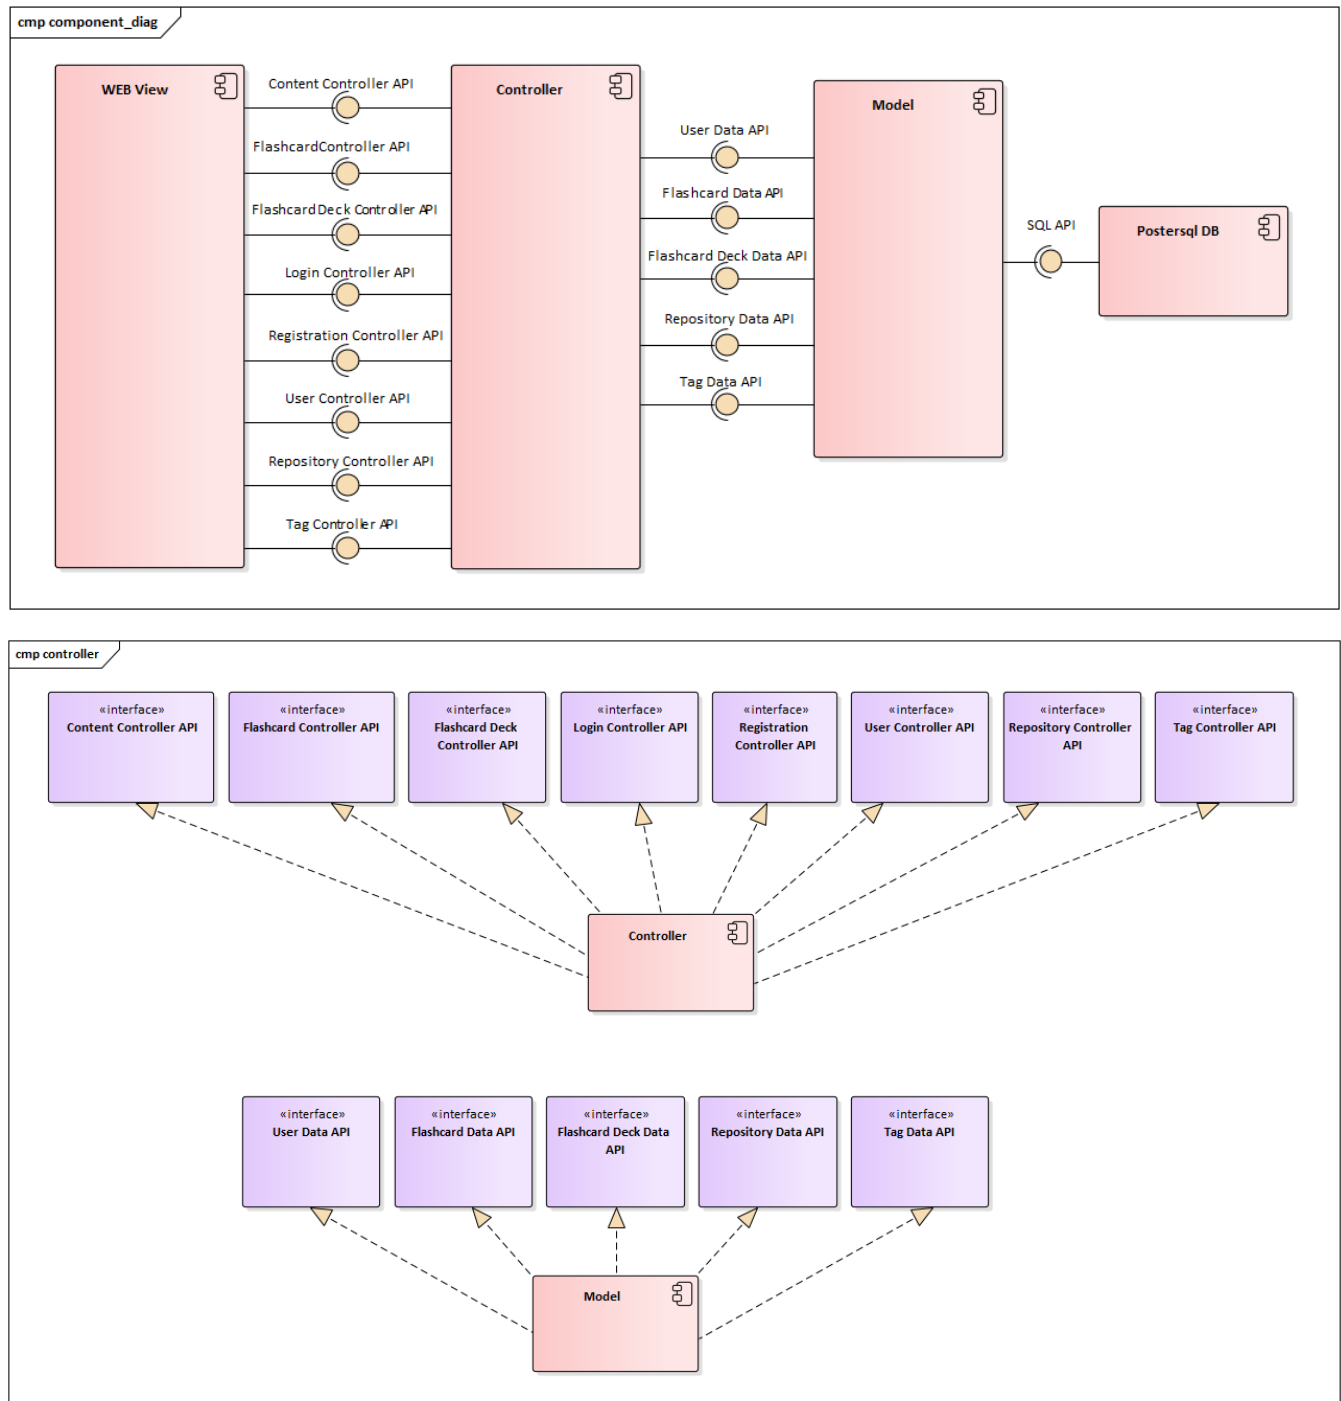 cmp component_diag
WEB View
Content Controller API
Controller
Model
User Data API
FlashcardController API
Flashcard Data API
Flashcard Deck Controller API
SQL API
Postersql DB
Flashcard Deck Data API
Login Controller API
Repository Data API
Registration Controller API
Tag Data API
User Controller API
Repository Controller API
Tag Controller API
cmp controller
«interface»
Content Controller API
«interface»
Flashcard Controller API
«interface»
Flashcard Deck
Controller API
«interface»
Login Controller API
«interface»
Registration
Controller API
«interface»
User Controller API
«interface»
Repository Controller
API
«interface»
Tag Controller API
Controller
«interface»
User Data API
«interface»
Flashcard Data API
«interface»
Flashcard Deck Data
API
«interface»
Repository Data API
«interface»
Tag Data API
Model